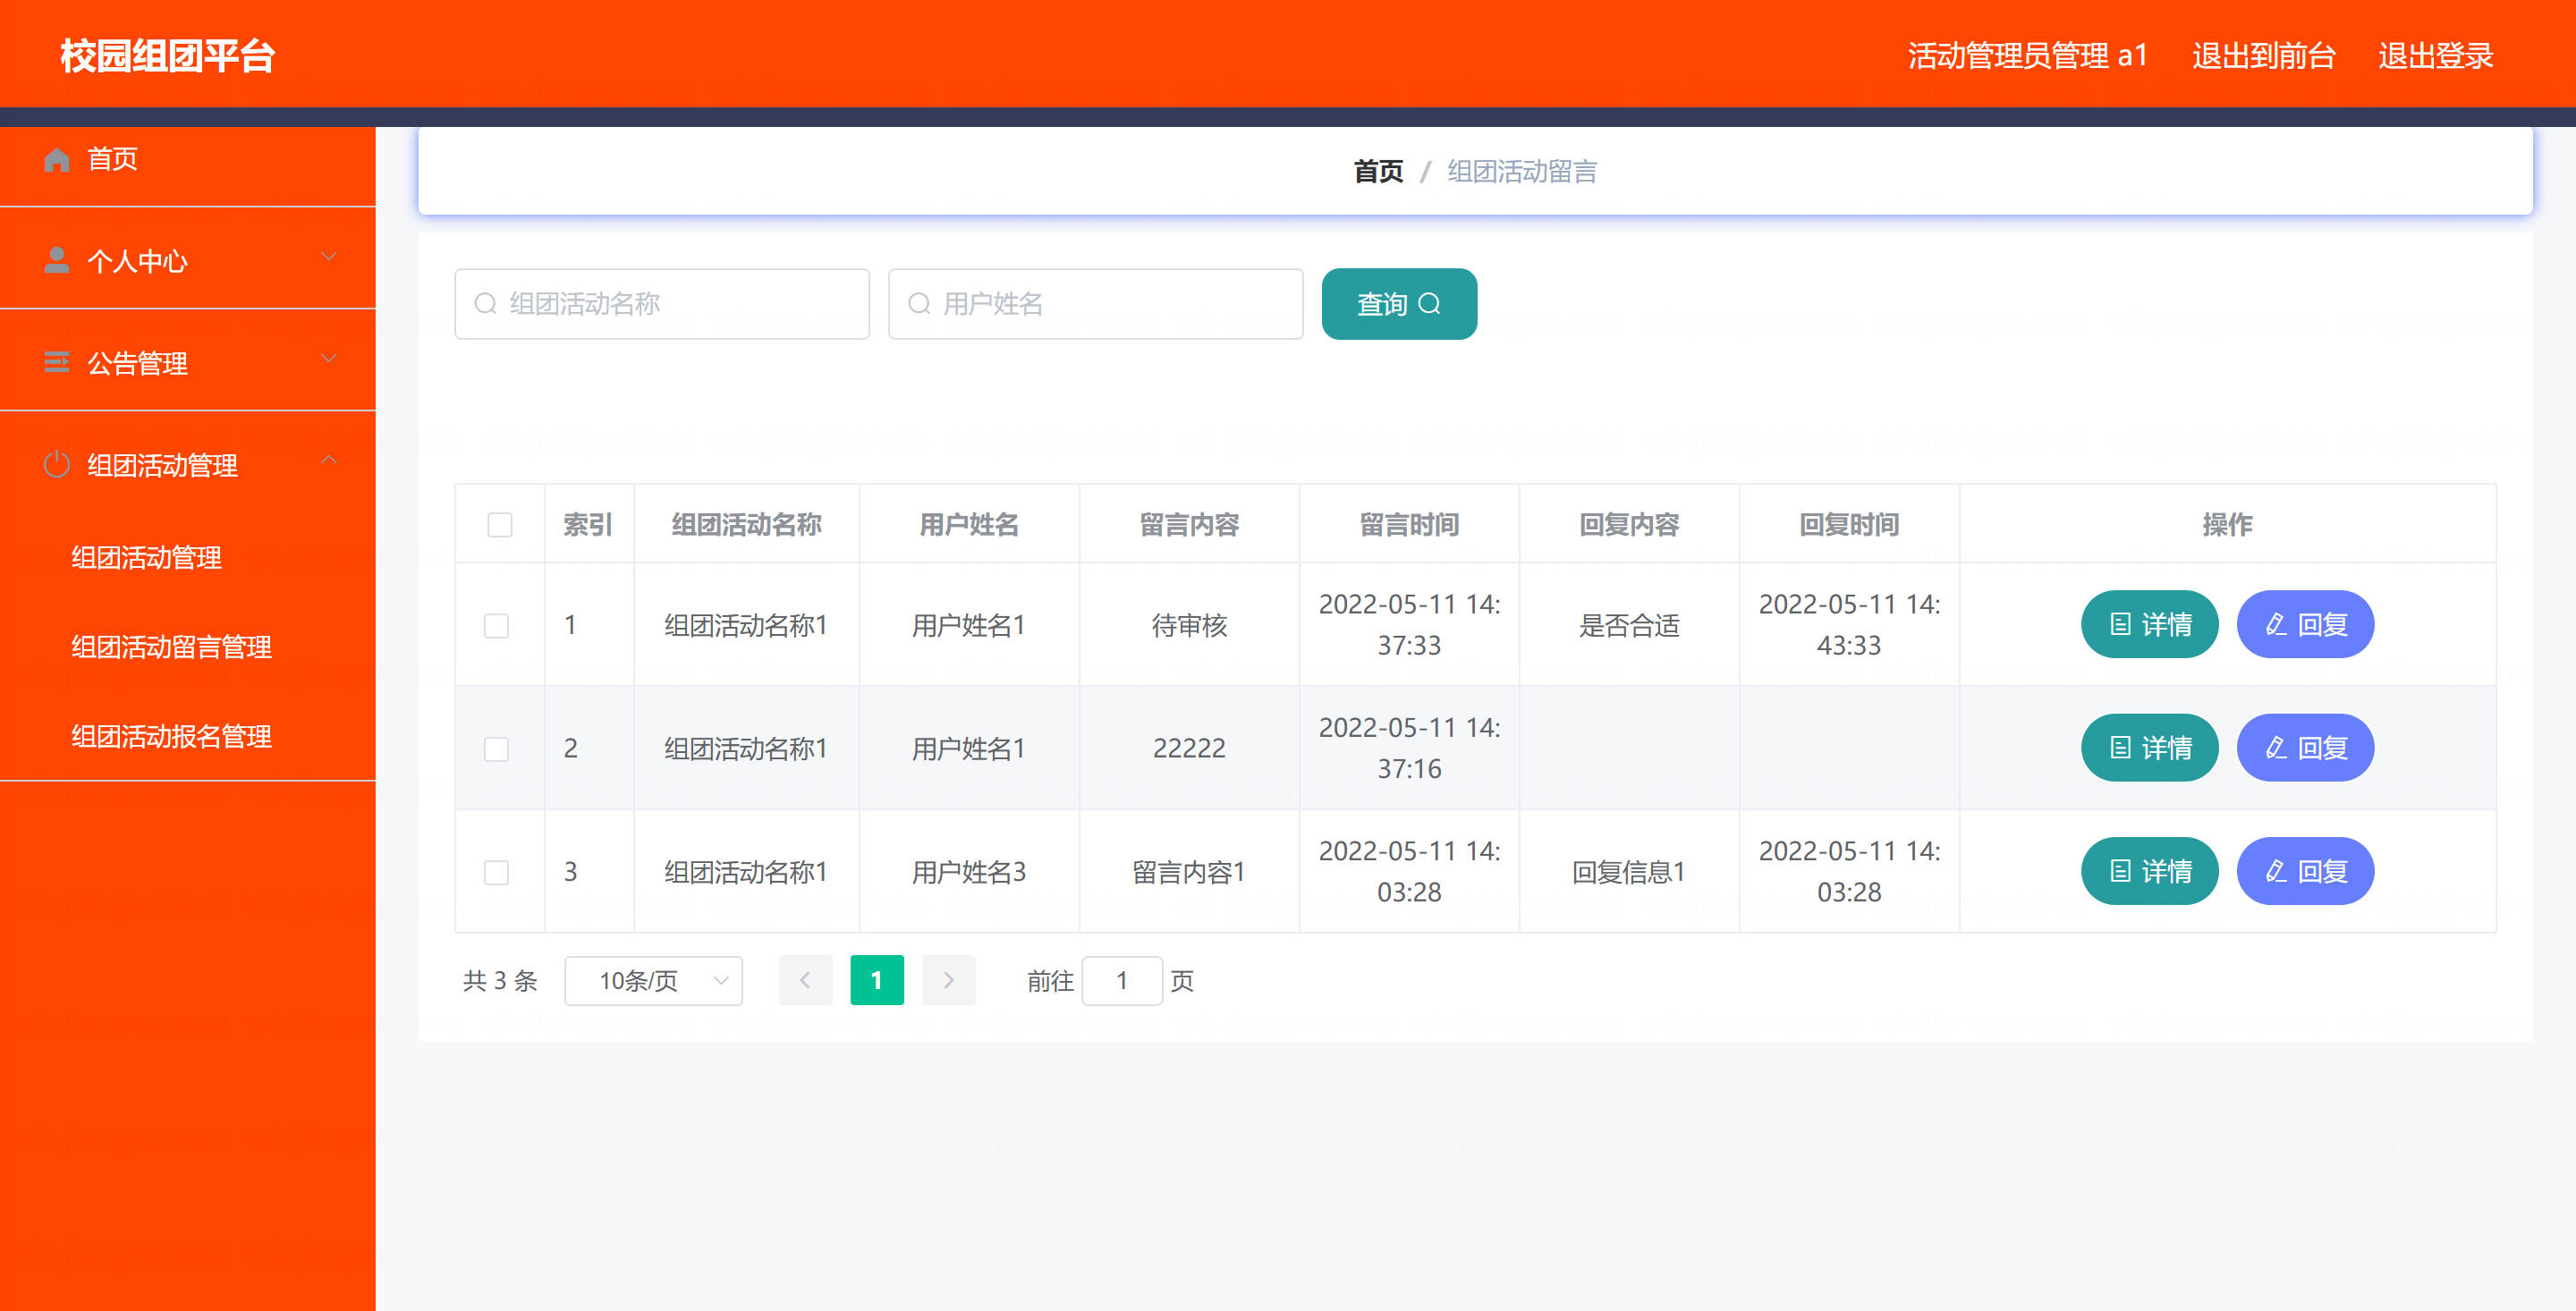 校园组团平台
活动管理员管理 a1 退出到前台 退出登录
首页
个人中心
公告管理
组团活动管理
组团活动管理
组团活动留言管理
组团活动报名管理
首页 / 组团活动留言
组团活动名称 用户姓名 查询
索引 组团活动名称 用户姓名 留言内容 留言时间 回复内容 回复时间 操作
1 组团活动名称1 用户姓名1 待审核 2022-05-11 14: 是否合适 2022-05-11 14: 详情 回复
37:33 43:33
2 组团活动名称1 用户姓名1 22222 2022-05-11 14: 详情 回复
37:16
3 组团活动名称1 用户姓名3 留言内容1 2022-05-11 14: 回复信息1 2022-05-11 14: 详情 回复
03:28 03:28
共 3 条 10条/页 1 前往 1 页